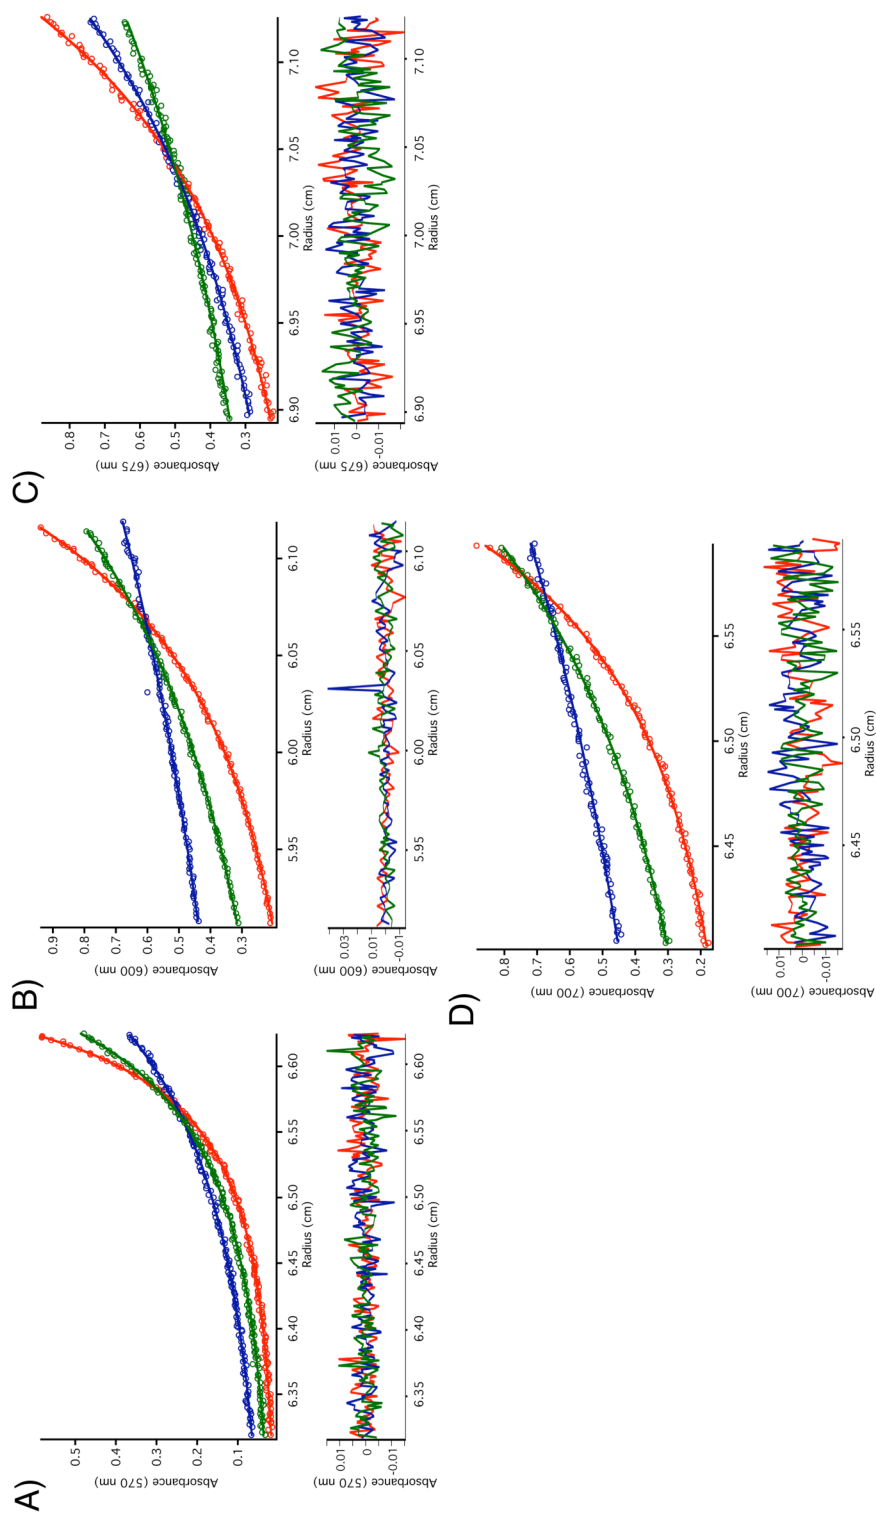 A)
Absorbance (570 nm)
0.5
0.4
0.3
0.2
0.1
6.35 6.40 6.45 6.50 6.55 6.60
Radius (cm)
Absorbance (570 nm)
0.01
0
-0.01
6.35 6.40 6.45 6.50 6.55 6.60
Radius (cm)
B)
Absorbance (600 nm)
0.9
0.8
0.7
0.6
0.5
0.4
0.3
5.95 6.00 6.05 6.10
Radius (cm)
Absorbance (600 nm)
0.03
0.01
-0.01
5.95 6.00 6.05 6.10
Radius (cm)
C)
Absorbance (675 nm)
0.8
0.7
0.6
0.5
0.4
0.3
6.90 6.95 7.00 7.05 7.10
Radius (cm)
Absorbance (675 nm)
0.01
0
-0.01
6.90 6.95 7.00 7.05 7.10
Radius (cm)
D)
Absorbance (700 nm)
0.8
0.7
0.6
0.5
0.4
0.3
0.2
6.45 6.50 6.55
Radius (cm)
Absorbance (700 nm)
0.01
0
-0.01
6.45 6.50 6.55
Radius (cm)